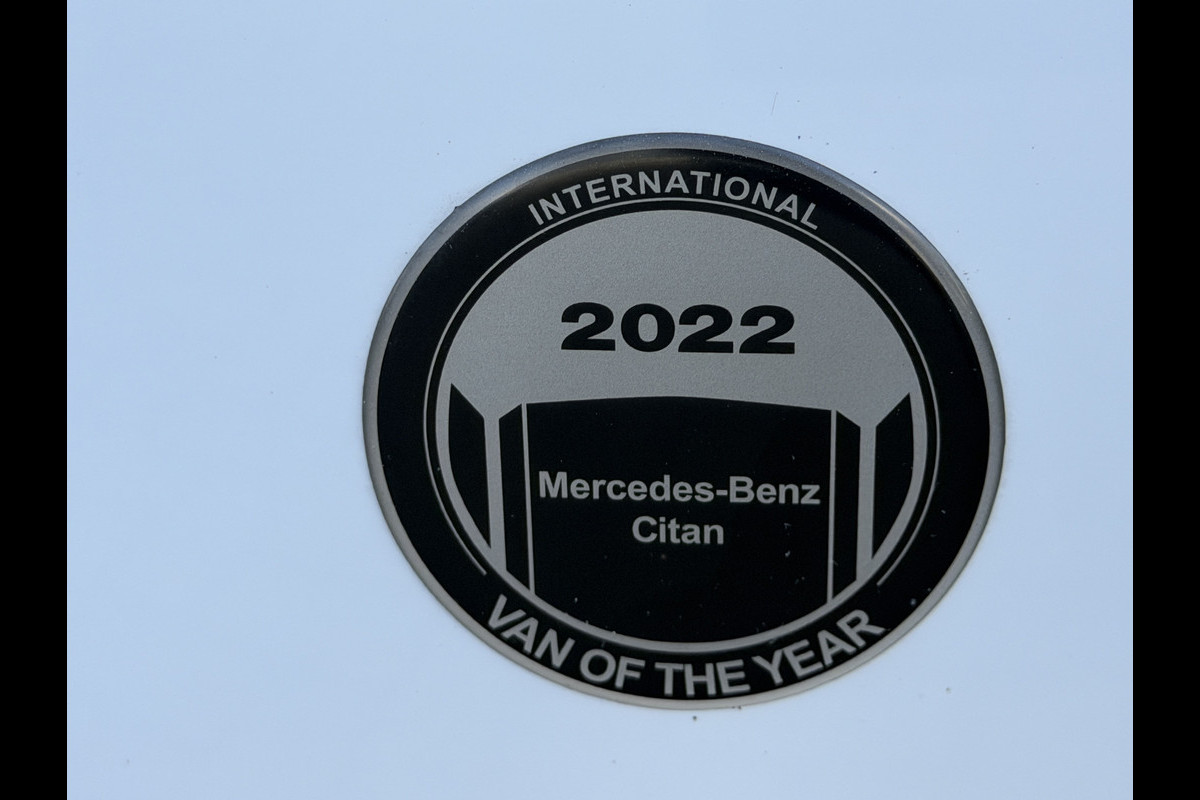 INTERNATIONAL
2022
Mercedes-Benz
Citan
VAN OF THE YEAR